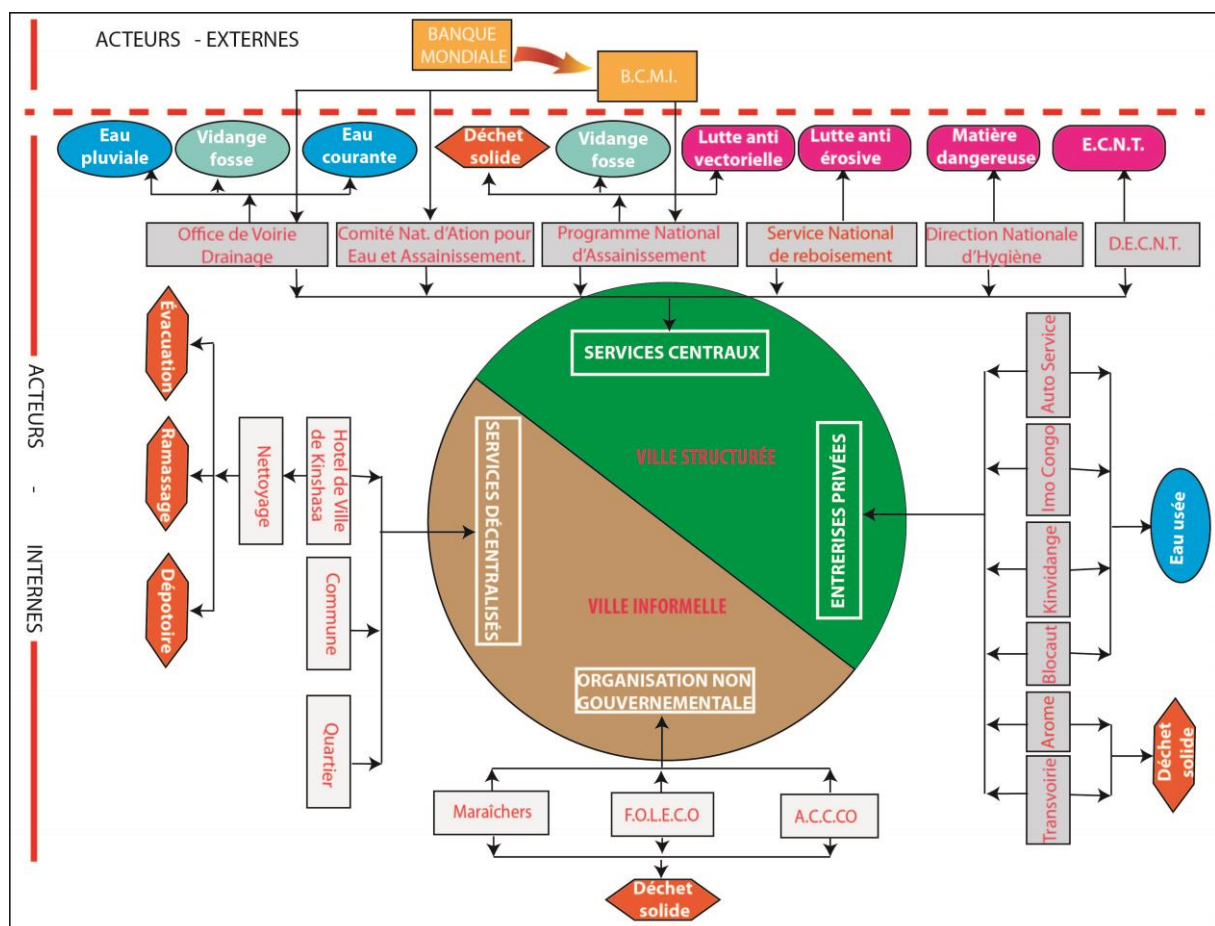 ACTEURS - EXTERNES
BANQUE
MONDIALE
B.C.M.I.
Eau
pluviale
Vidange
fosse
Eau
courante
Déchet
solide
Vidange
fosse
Lutte anti
vectorielle
Lutte anti
érosive
Matière
dangereuse
E.C.N.T.
Office de Voirie
Drainage
Comité Nat. d'Ation pour
Eau et Assainissement.
Programme National
d'Assainissement
Service National
de reboisement
Direction Nationale
d'Hygiène
D.E.C.N.T.
ACTEURS - INTERNES
Évacuation
Ramassage
Dépotoire
Nettoyage
Hotel de Ville
de Kinshasa
Commune
Quartier
SERVICES CENTRAUX
SERVICES DÉCENTRALISÉS
VILLE STRUCTURÉE
ENTRERISES PRIVÉES
VILLE INFORMELLE
ORGANISATION NON
GOUVERNEMENTALE
Auto Service
Imo Congo
Kinvidange
Blocaut
Arome
Transvoirie
Eau usée
Déchet
solide
Maraîchers
F.O.L.E.C.O
A.C.C.CO
Déchet
solide